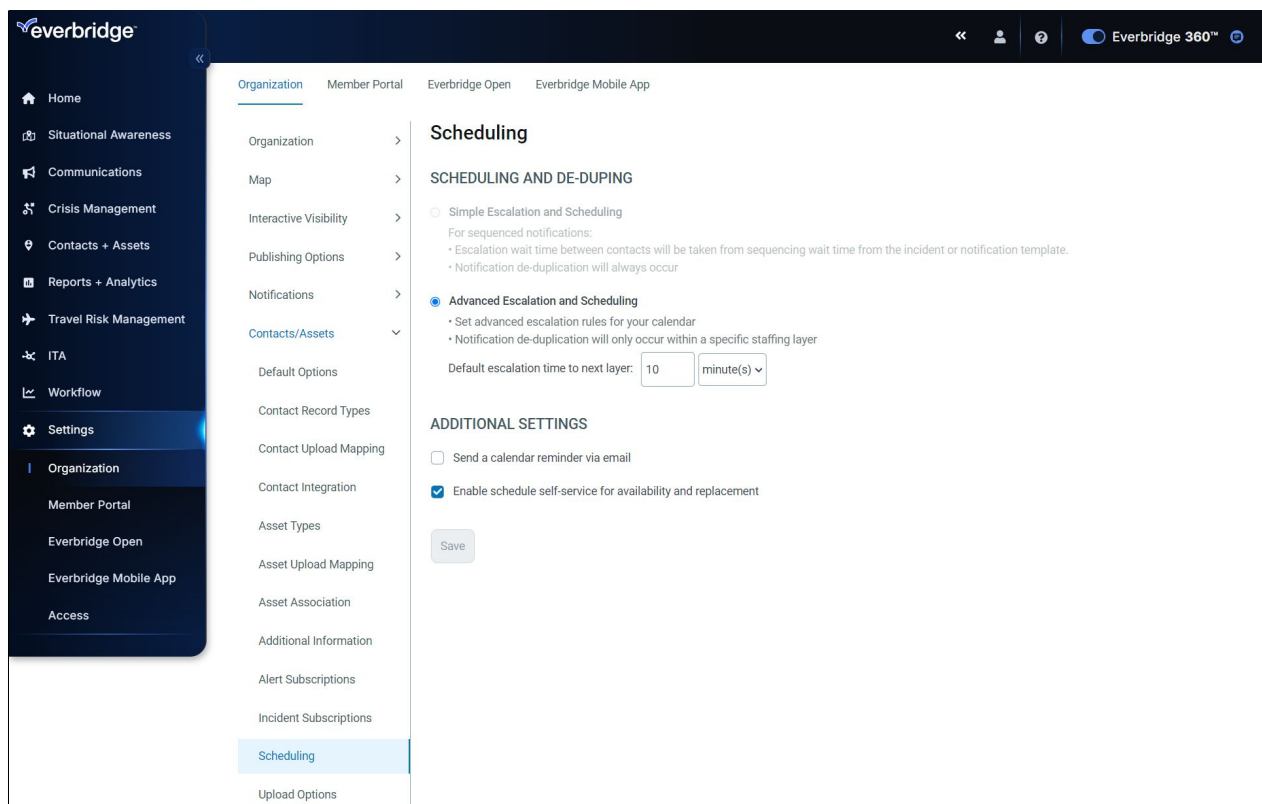 everbridge™
Everbridge 360™
Home
Situational Awareness
Communications
Crisis Management
Contacts + Assets
Reports + Analytics
Travel Risk Management
ITA
Workflow
Settings
Organization
Member Portal
Everbridge Open
Everbridge Mobile App
Access
Organization Member Portal Everbridge Open Everbridge Mobile App
Organization
Map
Interactive Visibility
Publishing Options
Notifications
Contacts/Assets
Default Options
Contact Record Types
Contact Upload Mapping
Contact Integration
Asset Types
Asset Upload Mapping
Asset Association
Additional Information
Alert Subscriptions
Incident Subscriptions
Scheduling
Upload Options
Scheduling
SCHEDULING AND DE-DUPING
Simple Escalation and Scheduling
For sequenced notifications:
• Escalation wait time between contacts will be taken from sequencing wait time from the incident or notification template.
• Notification de-duplication will always occur
Advanced Escalation and Scheduling
• Set advanced escalation rules for your calendar
• Notification de-duplication will only occur within a specific staffing layer
Default escalation time to next layer: 10 minute(s)
ADDITIONAL SETTINGS
Send a calendar reminder via email
Enable schedule self-service for availability and replacement
Save